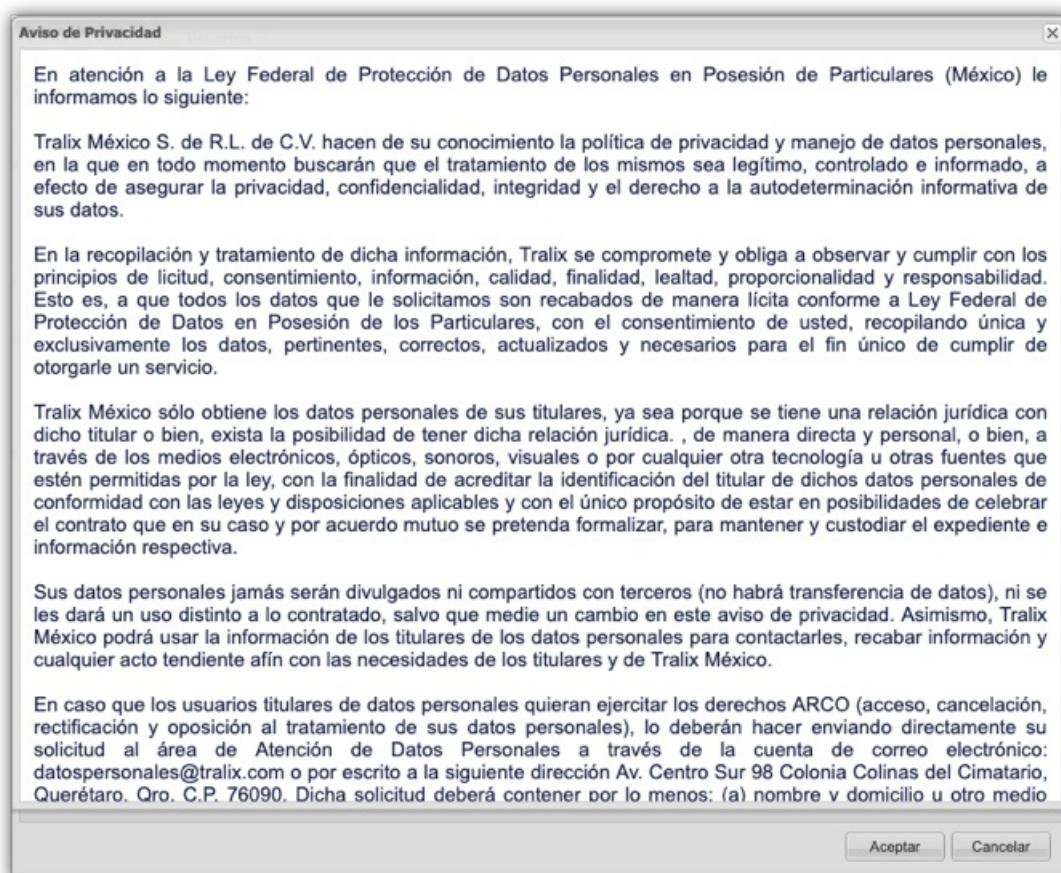 Aviso de Privacidad
En atención a la Ley Federal de Protección de Datos Personales en Posesión de Particulares (México) le
informamos lo siguiente:
Tralix México S. de R.L. de C.V. hacen de su conocimiento la política de privacidad y manejo de datos personales,
en la que en todo momento buscarán que el tratamiento de los mismos sea legítimo, controlado e informado, a
efecto de asegurar la privacidad, confidencialidad, integridad y el derecho a la autodeterminación informativa de
sus datos.
En la recopilación y tratamiento de dicha información, Tralix se compromete y obliga a observar y cumplir con los
principios de licitud, consentimiento, información, calidad, finalidad, lealtad, proporcionalidad y responsabilidad.
Esto es, a que todos los datos que le solicitamos son recabados de manera lícita conforme a Ley Federal de
Protección de Datos en Posesión de los Particulares, con el consentimiento de usted, recopilando única y
exclusivamente los datos, pertinentes, correctos, actualizados y necesarios para el fin único de cumplir de
otorgarle un servicio.
Tralix México sólo obtiene los datos personales de sus titulares, ya sea porque se tiene una relación jurídica con
dicho titular o bien, exista la posibilidad de tener dicha relación jurídica. , de manera directa y personal, o bien, a
través de los medios electrónicos, ópticos, sonoros, visuales o por cualquier otra tecnología u otras fuentes que
estén permitidas por la ley, con la finalidad de acreditar la identificación del titular de dichos datos personales de
conformidad con las leyes y disposiciones aplicables y con el único propósito de estar en posibilidades de celebrar
el contrato que en su caso y por acuerdo mutuo se pretenda formalizar, para mantener y custodiar el expediente e
información respectiva.
Sus datos personales jamás serán divulgados ni compartidos con terceros (no habrá transferencia de datos), ni se
les dará un uso distinto a lo contratado, salvo que medie un cambio en este aviso de privacidad. Asimismo, Tralix
México podrá usar la información de los titulares de los datos personales para contactarles, recabar información y
cualquier acto tendiente afín con las necesidades de los titulares y de Tralix México.
En caso que los usuarios titulares de datos personales quieran ejercitar los derechos ARCO (acceso, cancelación,
rectificación y oposición al tratamiento de sus datos personales), lo deberán hacer enviando directamente su
solicitud al área de Atención de Datos Personales a través de la cuenta de correo electrónico:
datospersonales@tralix.com o por escrito a la siguiente dirección Av. Centro Sur 98 Colonia Colinas del Cimatario,
Querétaro, Qro. C.P. 76090. Dicha solicitud deberá contener por lo menos: (a) nombre y domicilio u otro medio
Aceptar Cancelar